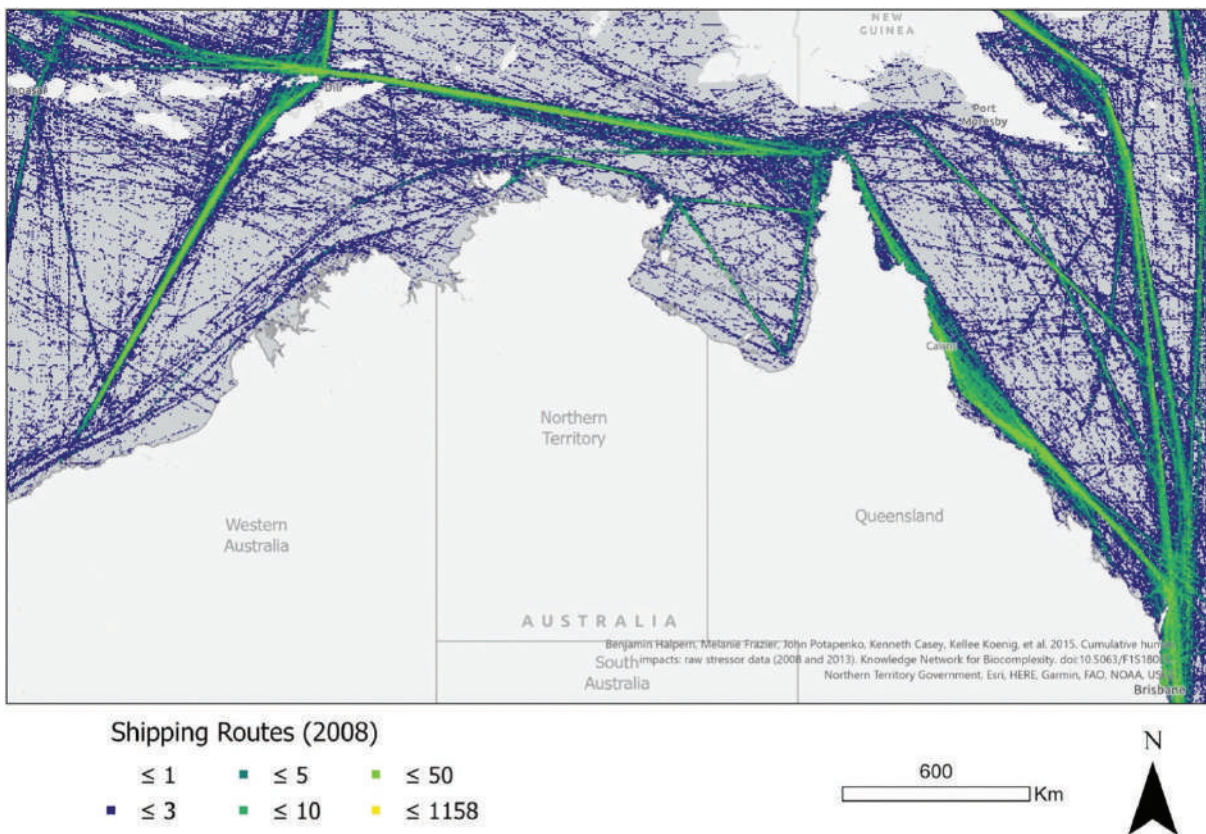 NEW
GUINEA
Dili
Port
Moresby
Northern
Territory
Western
Australia
Queensland
AUSTRALIA
Benjamin Halpern, Melanie Frazier, John Potapenko, Kenneth Casey, Kellee Koenig, et al. 2015. Cumulative
South impacts: raw stressor data (2008 and 2013). Knowledge Network for Biocomplexity.
Australia Northern Territory Government, Esri, HERE, Garmin, FAO, NOAA,
Brisbane
Shipping Routes (2008)
≤ 1 ≤ 5 ≤ 50
≤ 3 ≤ 10 ≤ 1158
600
Km
N